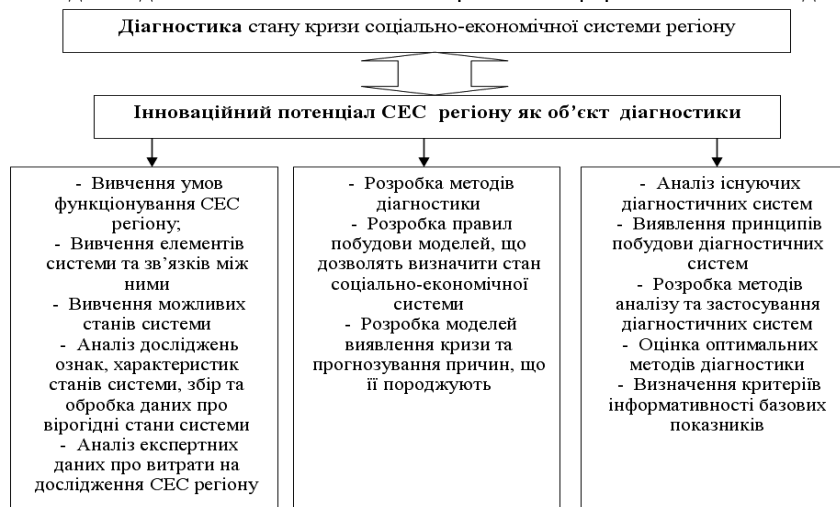 Діагностика стану кризи соціально-економічної системи регіону
Інноваційний потенціал СЕС регіону як об’єкт діагностики
- Вивчення умов
функціонування СЕС
регіону;
- Вивчення елементів
системи та зв’язків між
ними
- Вивчення можливих
станів системи
- Аналіз досліджень
ознак, характеристик
станів системи, збір та
обробка даних про
вірогідні стани системи
- Аналіз експертних
даних про витрати на
дослідження СЕС регіону
- Розробка методів
діагностики
- Розробка правил
побудови моделей, що
дозволять визначити стан
соціально-економічної
системи
- Розробка моделей
виявлення кризи та
прогнозування причин, що
її породжують
- Аналіз існуючих
діагностичних систем
- Виявлення принципів
побудови діагностичних
систем
- Розробка методів
аналізу та застосування
діагностичних систем
- Оцінка оптимальних
методів діагностики
- Визначення критеріїв
інформативності базових
показників